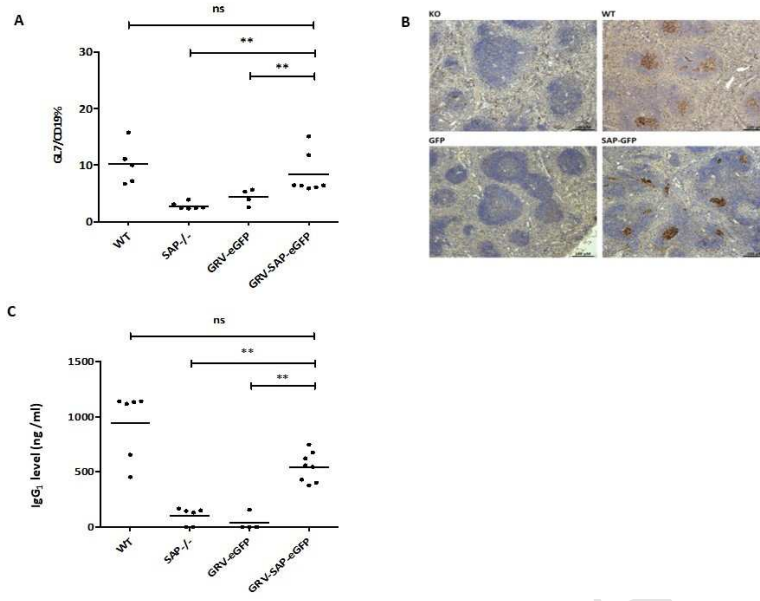 A
ns
**
**
GL7/CD19%
30
20
10
0
WT
SAP-/-
GRV-eGFP
GRV-SAP-eGFP
B
KO
WT
GFP
SAP-GFP
C
ns
**
**
IgG1 level (ng /ml)
1500
1000
500
0
WT
SAP-/-
GRV-eGFP
GRV-SAP-eGFP